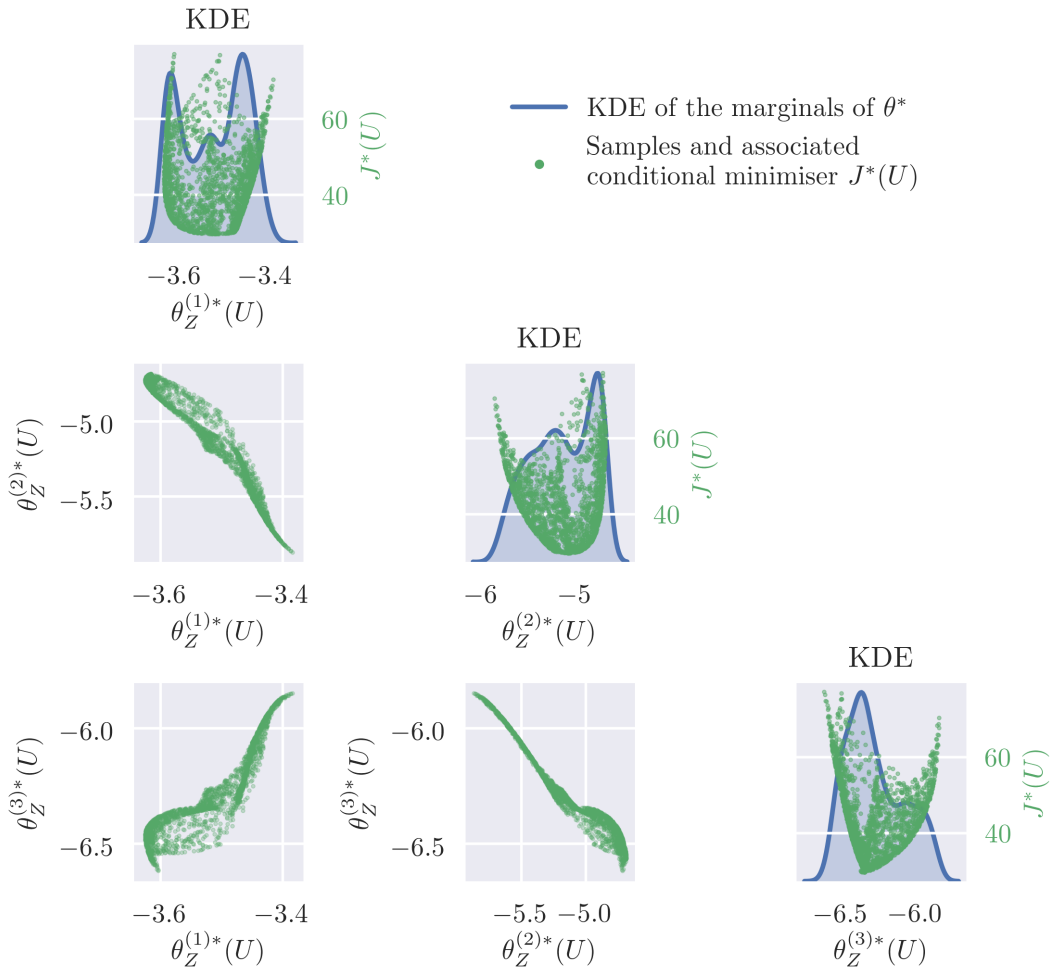 KDE
60
40
J*(U)
−3.6 −3.4
θ_Z^{(1)*}(U)
KDE of the marginals of θ*
Samples and associated
conditional minimiser J*(U)
KDE
−5.0
−5.5
θ_Z^{(2)*}(U)
−3.6 −3.4
θ_Z^{(1)*}(U)
60
40
J*(U)
−6 −5
θ_Z^{(2)*}(U)
KDE
−6.0
−6.5
θ_Z^{(3)*}(U)
−3.6 −3.4
θ_Z^{(1)*}(U)
−6.0
−6.5
θ_Z^{(3)*}(U)
−5.5 −5.0
θ_Z^{(2)*}(U)
60
40
J*(U)
−6.5 −6.0
θ_Z^{(3)*}(U)